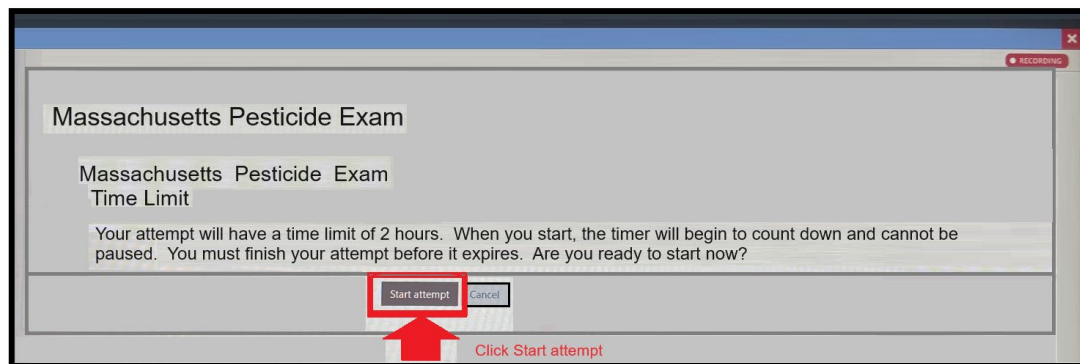 RECORDING
Massachusetts Pesticide Exam
Massachusetts Pesticide Exam
Time Limit
Your attempt will have a time limit of 2 hours. When you start, the timer will begin to count down and cannot be
paused. You must finish your attempt before it expires. Are you ready to start now?
Start attempt Cancel
Click Start attempt